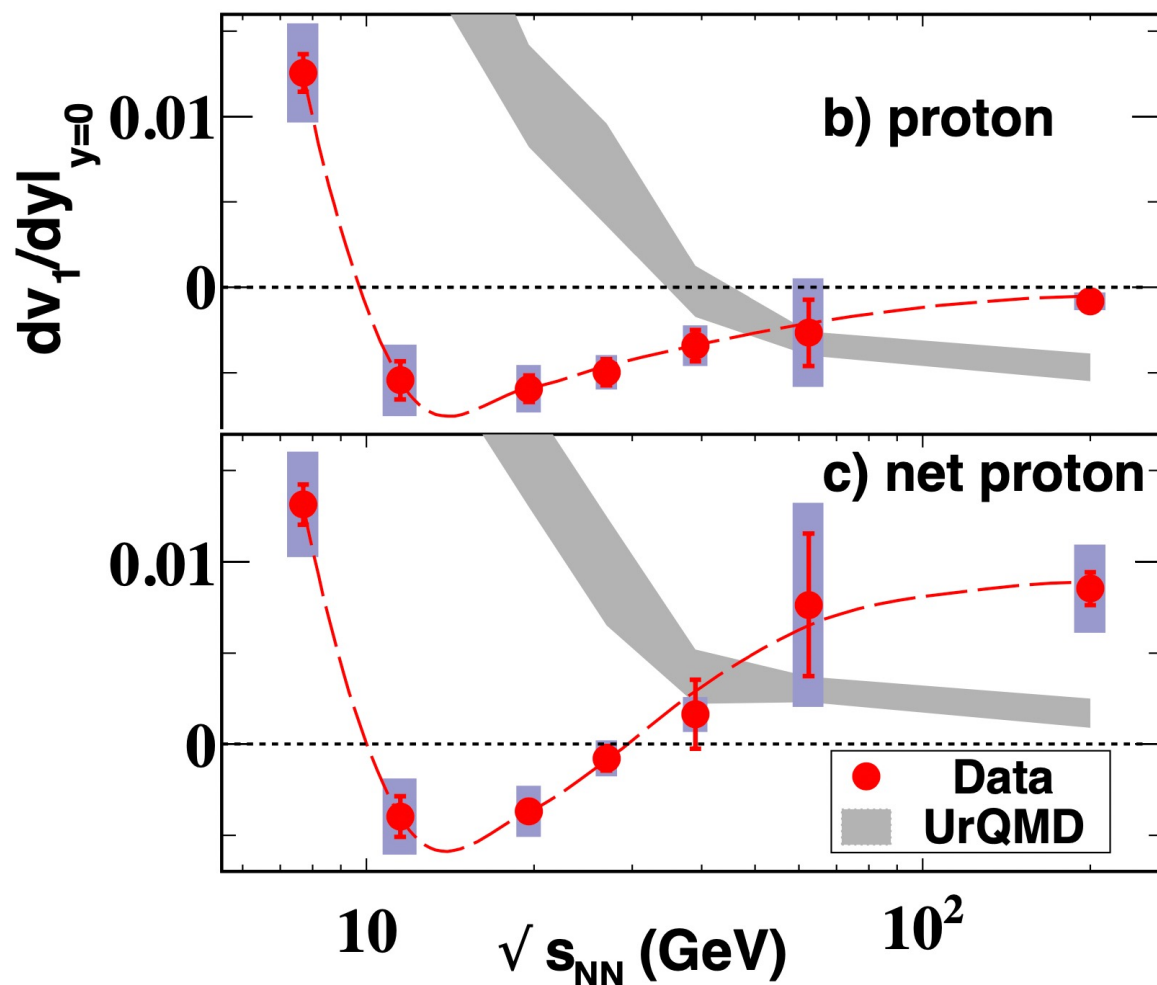 b) proton
0.01
0
dv₁/dy|y=0
c) net proton
0.01
0
Data
UrQMD
10
10²
√ sNN (GeV)